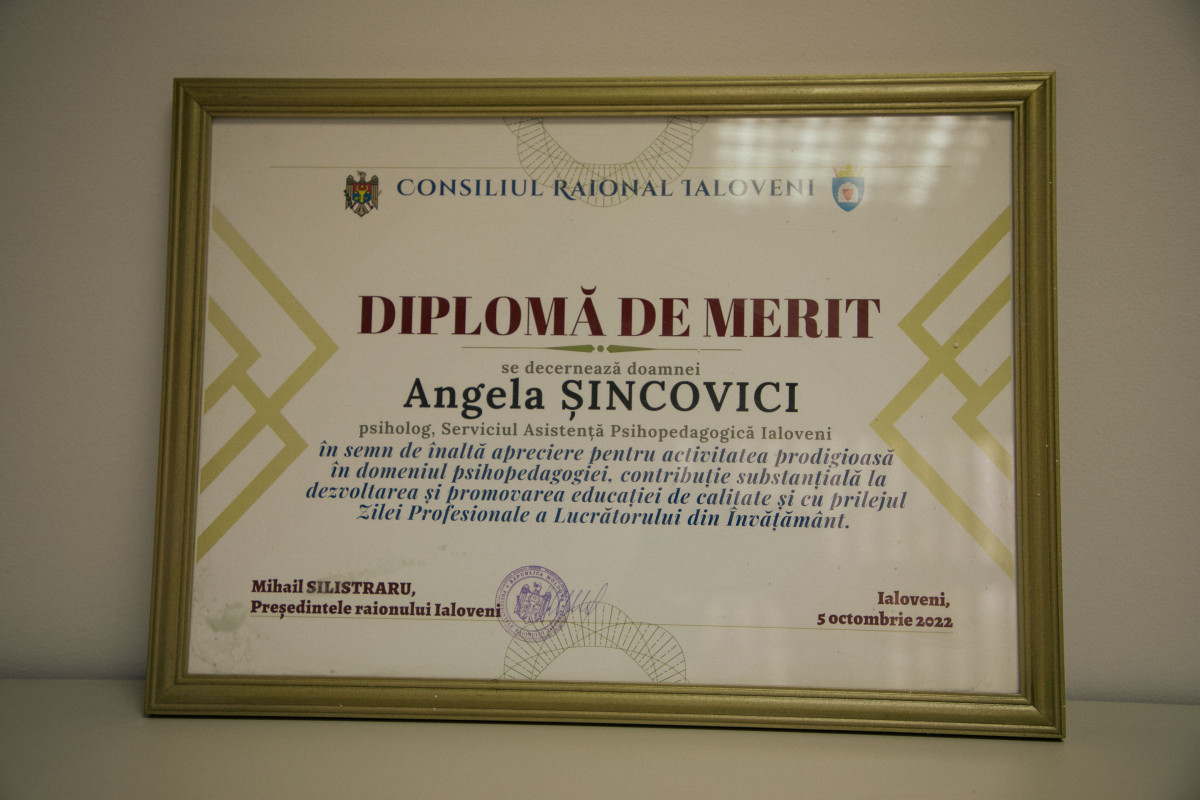 CONSILIUL RAIONAL IALOVENI
DIPLOMĂ DE MERIT
se decernează doamnei
Angela ȘINCOVICI
psiholog, Serviciul Asistență Psihopedagogică Ialoveni
în semn de înaltă apreciere pentru activitatea prodigioasă
în domeniul psihopedagogiei, contribuție substanțială la
dezvoltarea și promovarea educației de calitate și cu prilejul
Zilei Profesionale a Lucrătorului din Învățământ.
Mihail SILISTRARU,
Președintele raionului Ialoveni
REPUBLICA MOLDOVA
Ialoveni,
5 octombrie 2022